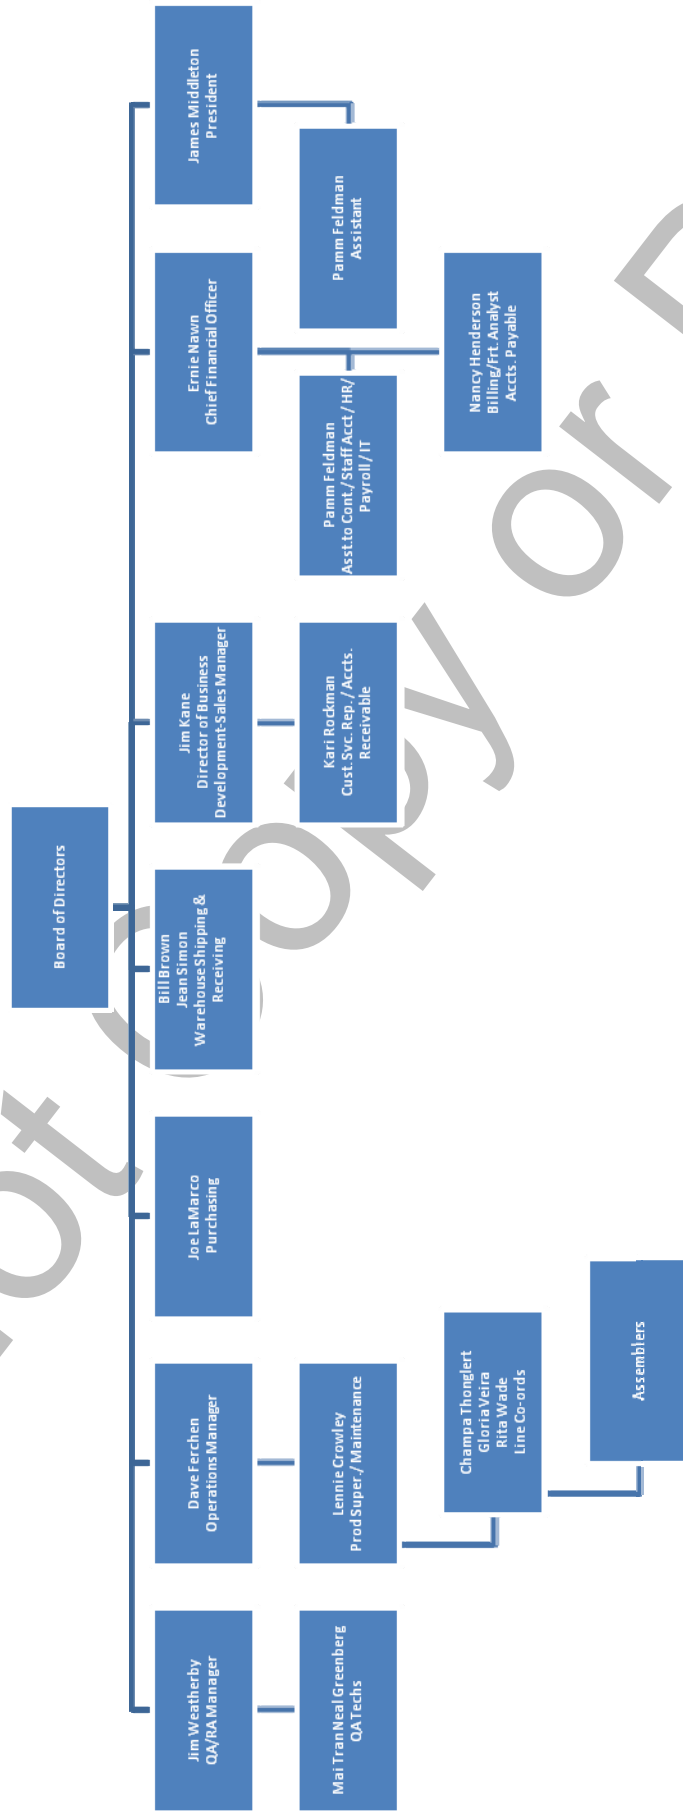 Board of Directors
Jim Weatherby
QA/RA Manager
Dave Ferchen
Operations Manager
Joe LaMarco
Purchasing
Bill Brown
Jean Simon
Warehouse Shipping &
Receiving
Jim Kane
Director of Business
Development-Sales Manager
Ernie Nawn
Chief Financial Officer
James Middleton
President
Mai Tran Neal Greenberg
QA Techs
Lennie Crowley
Prod Super./ Maintenance
Kari Rockman
Cust. Svc. Rep. / Accts.
Receivable
Pamm Feldman
Asst.to Cont./ Staff Acct / HR/
Payroll / IT
Pamm Feldman
Assistant
Champa Thonglert
Gloria Veira
Rita Wade
Line Co-ords
Nancy Henderson
Billing/Frt. Analyst
Accts. Payable
Assemblers
ot Copy or